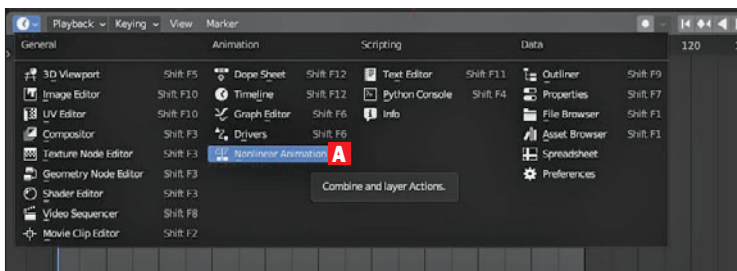 Playback Keying View Marker
General Animation Scripting Data 120
3D Viewport Shift F5 Dope Sheet Shift F12 Text Editor Shift F11 Outliner Shift F9
Image Editor Shift F10 Timeline Shift F12 Python Console Shift F4 Properties Shift F7
UV Editor Shift F10 Graph Editor Shift F6 Info File Browser Shift F1
Compositor Shift F3 Drivers Shift F6 Asset Browser Shift F1
Texture Node Editor Shift F3 Nonlinear Animation A Spreadsheet
Geometry Node Editor Shift F3 Preferences
Shader Editor Shift F3 Combine and layer Actions.
Video Sequencer Shift F8
Movie Clip Editor Shift F2